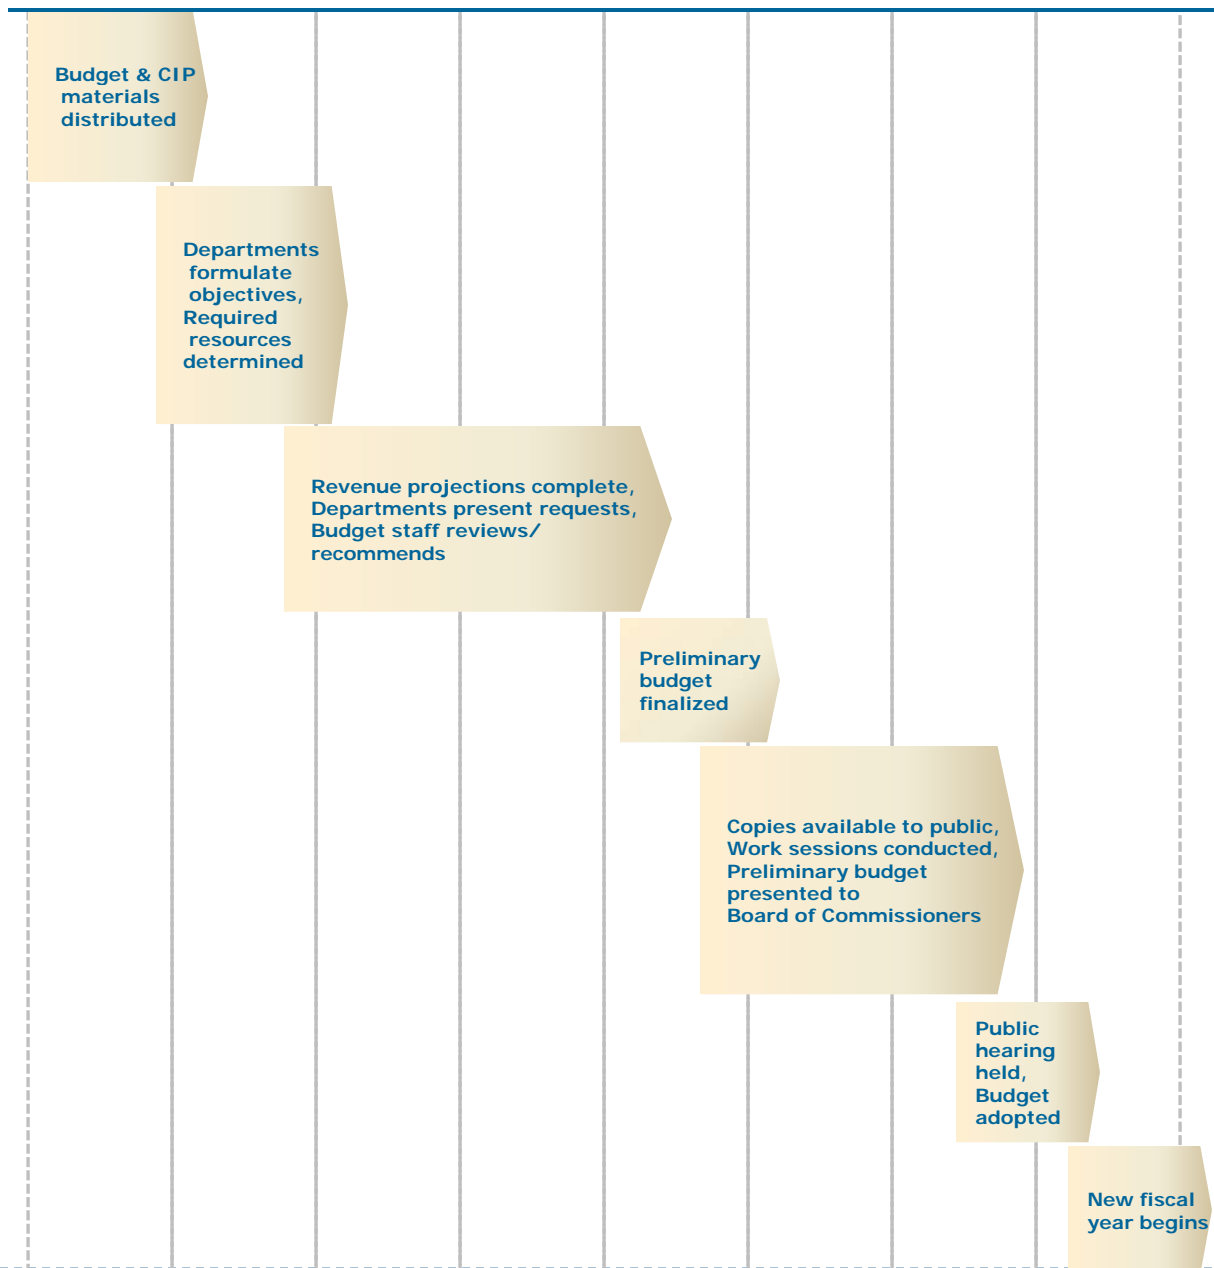 Budget & CIP
materials
distributed
Departments
formulate
objectives,
Required
resources
determined
Revenue projections complete,
Departments present requests,
Budget staff reviews/
recommends
Preliminary
budget
finalized
Copies available to public,
Work sessions conducted,
Preliminary budget
presented to
Board of Commissioners
Public
hearing
held,
Budget
adopted
New fiscal
year begins